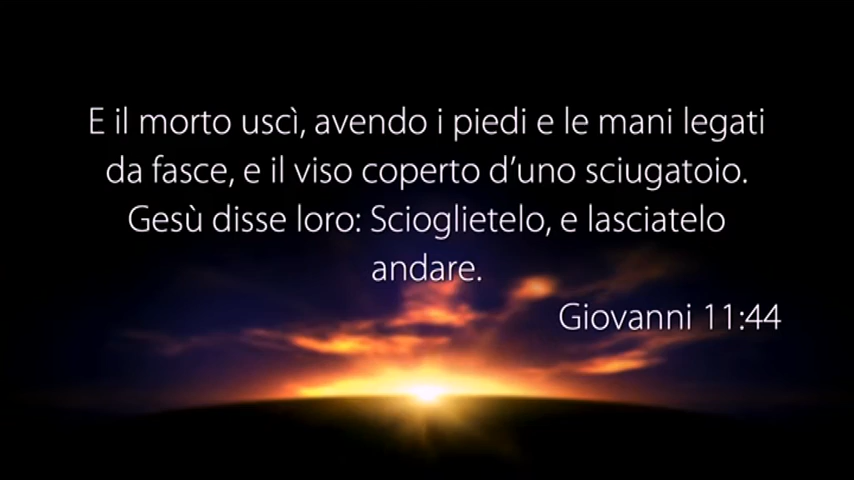 E il morto uscì, avendo i piedi e le mani legati
da fasce, e il viso coperto d’uno sciugatoio.
Gesù disse loro: Scioglietelo, e lasciatelo
andare.
Giovanni 11:44